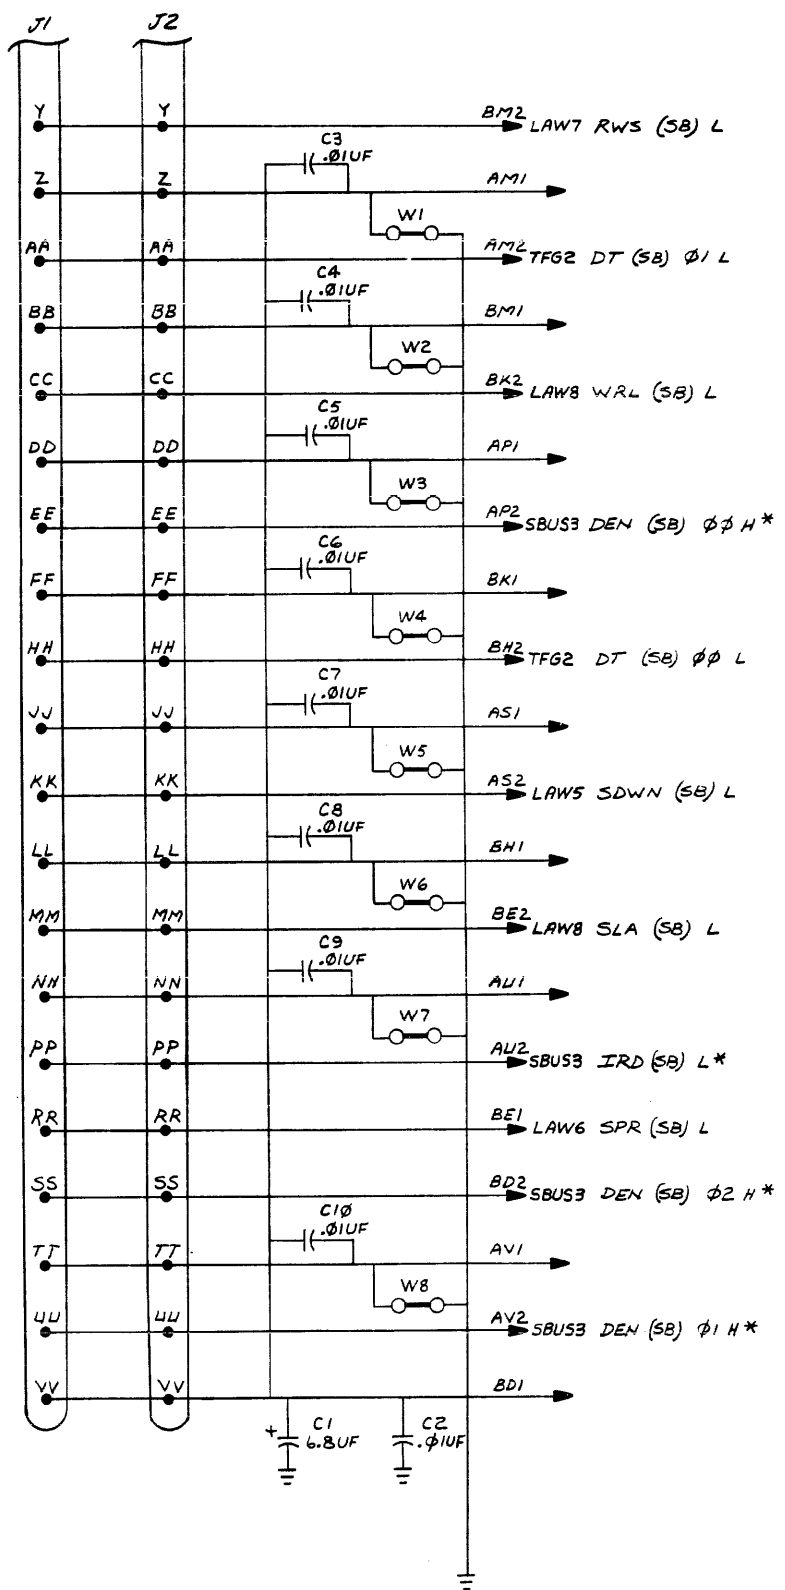 J1 J2
Y Y BM2 LAW7 RWS (SB) L
C3
.Ø1UF
Z Z AM1
W1
AA AA AM2 TFG2 DT (SB) Ø1 L
C4
.Ø1UF
BB BB BM1
W2
CC CC BK2 LAW8 WRL (SB) L
C5
.Ø1UF
DD DD AP1
W3
EE EE AP2 SBUS3 DEN (SB) ØØ H*
C6
.Ø1UF
FF FF BK1
W4
HH HH BH2 TFG2 DT (SB) ØØ L
C7
.Ø1UF
JJ JJ AS1
W5
KK KK AS2 LAW5 SDWN (SB) L
C8
.Ø1UF
LL LL BH1
W6
MM MM BE2 LAW8 SLA (SB) L
C9
.Ø1UF
NN NN AU1
W7
PP PP AU2 SBUS3 IRD (SB) L*
RR RR BE1 LAW6 SPR (SB) L
SS SS BD2 SBUS3 DEN (SB) Ø2 H*
C1Ø
.Ø1UF
TT TT AV1
W8
UU UU AV2 SBUS3 DEN (SB) Ø1 H*
VV VV BD1
+ C1 C2
6.8UF .Ø1UF